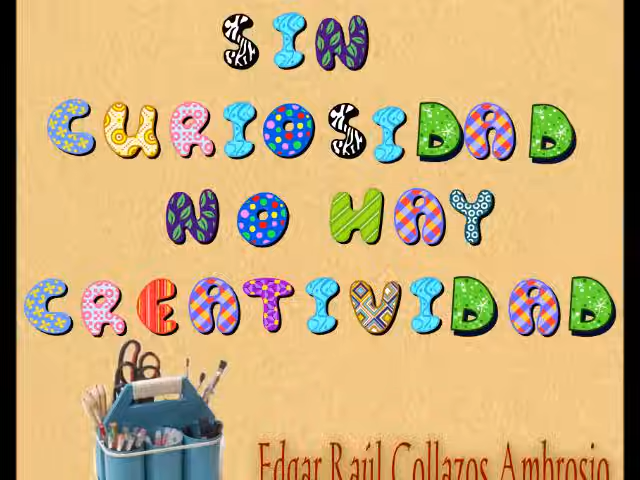 SIN
CURIOSIDAD
NO HAY
CREATIVIDAD
Edgar Raúl Collazos Ambrosio